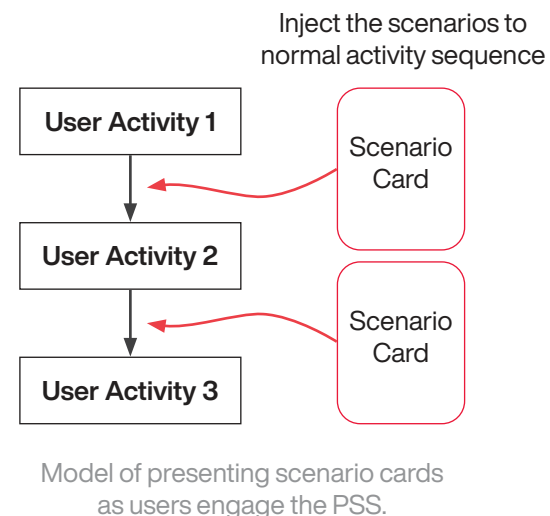 Inject the scenarios to
normal activity sequence
User Activity 1
Scenario
Card
User Activity 2
Scenario
Card
User Activity 3
Model of presenting scenario cards
as users engage the PSS.